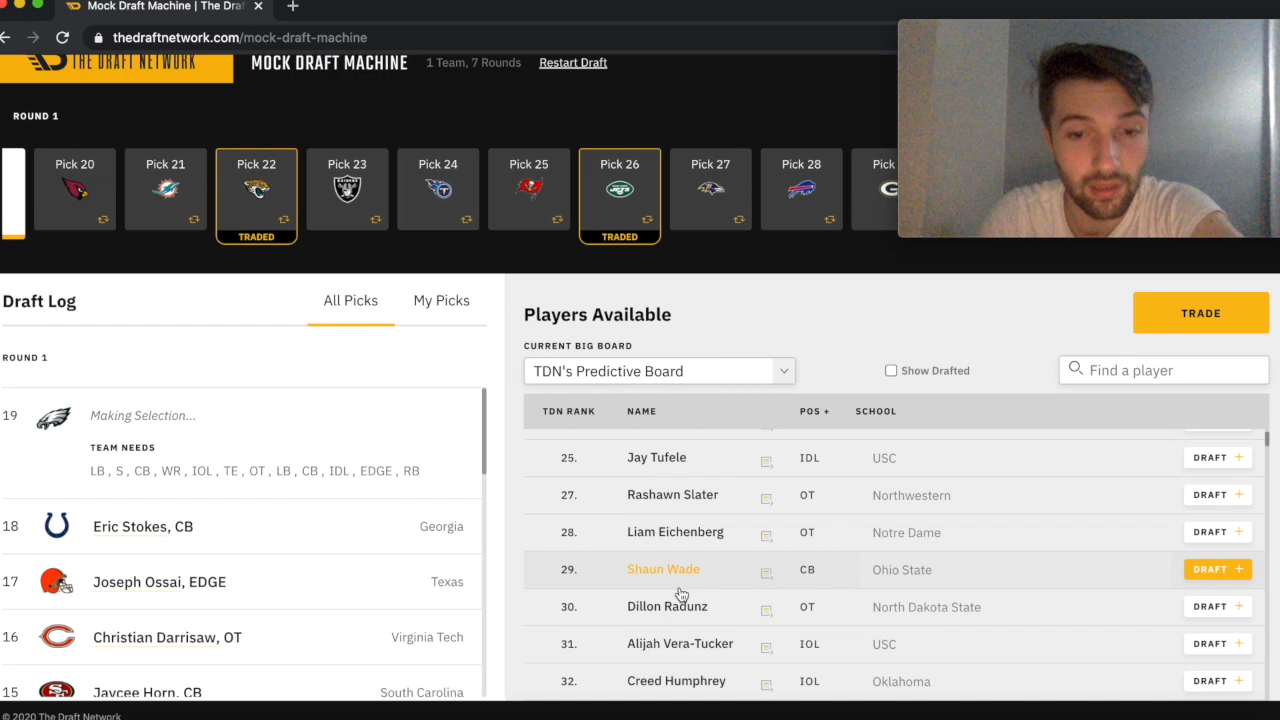 Mock Draft Machine | The Draf
thedraftnetwork.com/mock-draft-machine
THE DRAFT NETWORK
MOCK DRAFT MACHINE
1 Team, 7 Rounds
Restart Draft
ROUND 1
Pick 20
Pick 21
Pick 22
Pick 23
Pick 24
Pick 25
Pick 26
Pick 27
Pick 28
Pick
TRADED
TRADED
Draft Log
All Picks
My Picks
ROUND 1
19
Making Selection...
TEAM NEEDS
LB , S , CB , WR , IOL , TE , OT , LB , CB , IDL , EDGE , RB
18
Eric Stokes, CB
Georgia
17
Joseph Ossai, EDGE
Texas
16
Christian Darrisaw, OT
Virginia Tech
15
Jaycee Horn, CB
South Carolina
Players Available
TRADE
CURRENT BIG BOARD
TDN's Predictive Board
Show Drafted
Find a player
TDN RANK NAME POS + SCHOOL
25. Jay Tufele IDL USC DRAFT +
27. Rashawn Slater OT Northwestern DRAFT +
28. Liam Eichenberg OT Notre Dame DRAFT +
29. Shaun Wade CB Ohio State DRAFT +
30. Dillon Radunz OT North Dakota State DRAFT +
31. Alijah Vera-Tucker IOL USC DRAFT +
32. Creed Humphrey IOL Oklahoma DRAFT +
© 2020 The Draft Network